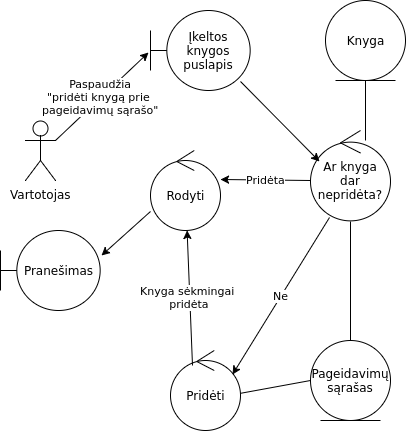 Įkeltos
knygos
puslapis
Knyga
Paspaudžia
"pridėti knygą prie
pageidavimų sąrašo"
Vartotojas
Ar knyga
dar
nepridėta?
Pridėta
Rodyti
Pranešimas
Knyga sėkmingai
pridėta
Ne
Pridėti
Pageidavimų
sąrašas